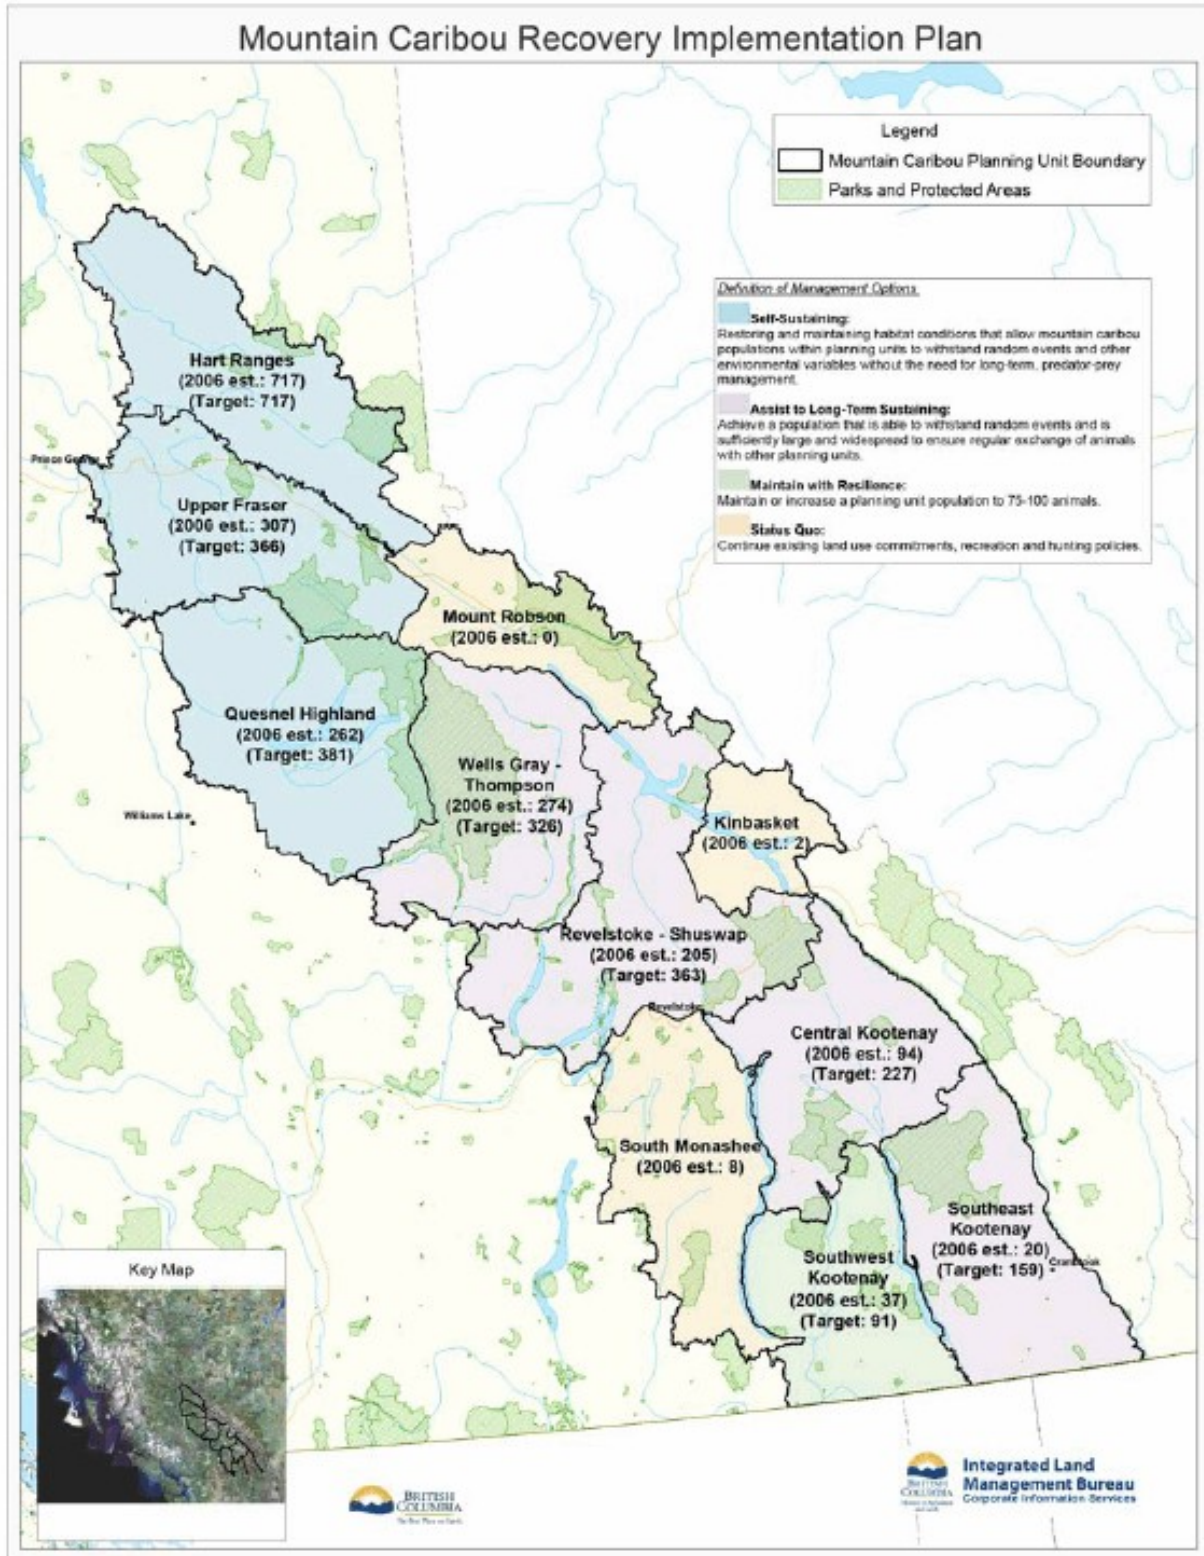 Mountain Caribou Recovery Implementation Plan
Legend
Mountain Caribou Planning Unit Boundary
Parks and Protected Areas
Definition of Management Options
Self-Sustaining:
Restoring and maintaining habitat conditions that allow mountain caribou
populations within planning units to withstand random events and other
environmental variables without the need for long-term, predator-prey
management.
Assist to Long-Term Sustaining:
Achieve a population that is able to withstand random events and is
sufficiently large and widespread to ensure regular exchange of animals
with other planning units.
Maintain with Resilience:
Maintain or increase a planning unit population to 75-100 animals.
Status Quo:
Continue existing land use commitments, recreation and hunting policies.
Hart Ranges
(2006 est.: 717)
(Target: 717)
Prince George
Upper Fraser
(2006 est.: 307)
(Target: 366)
Mount Robson
(2006 est.: 0)
Quesnel Highland
(2006 est.: 262)
(Target: 381)
Wells Gray -
Thompson
(2006 est.: 274)
(Target: 326)
Williams Lake
Kinbasket
(2006 est.: 2)
Revelstoke - Shuswap
(2006 est.: 205)
(Target: 363)
Revelstoke
Central Kootenay
(2006 est.: 94)
(Target: 227)
South Monashee
(2006 est.: 8)
Southeast
Kootenay
(2006 est.: 20)
(Target: 159)
Cranbrook
Southwest
Kootenay
(2006 est.: 37)
(Target: 91)
Key Map
BRITISH
COLUMBIA
The Best Place on Earth
BRITISH
COLUMBIA
Integrated Land
Management Bureau
Corporate Information Services